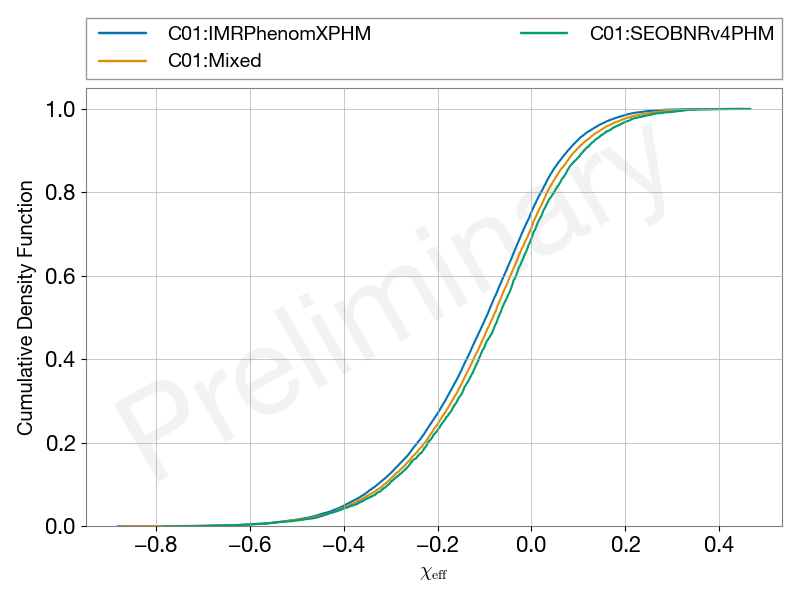 C01:IMRPhenomXPHM
C01:Mixed
C01:SEOBNRv4PHM
Cumulative Density Function
1.0
0.8
0.6
0.4
0.2
0.0
−0.8 −0.6 −0.4 −0.2 0.0 0.2 0.4
χeff
Preliminary